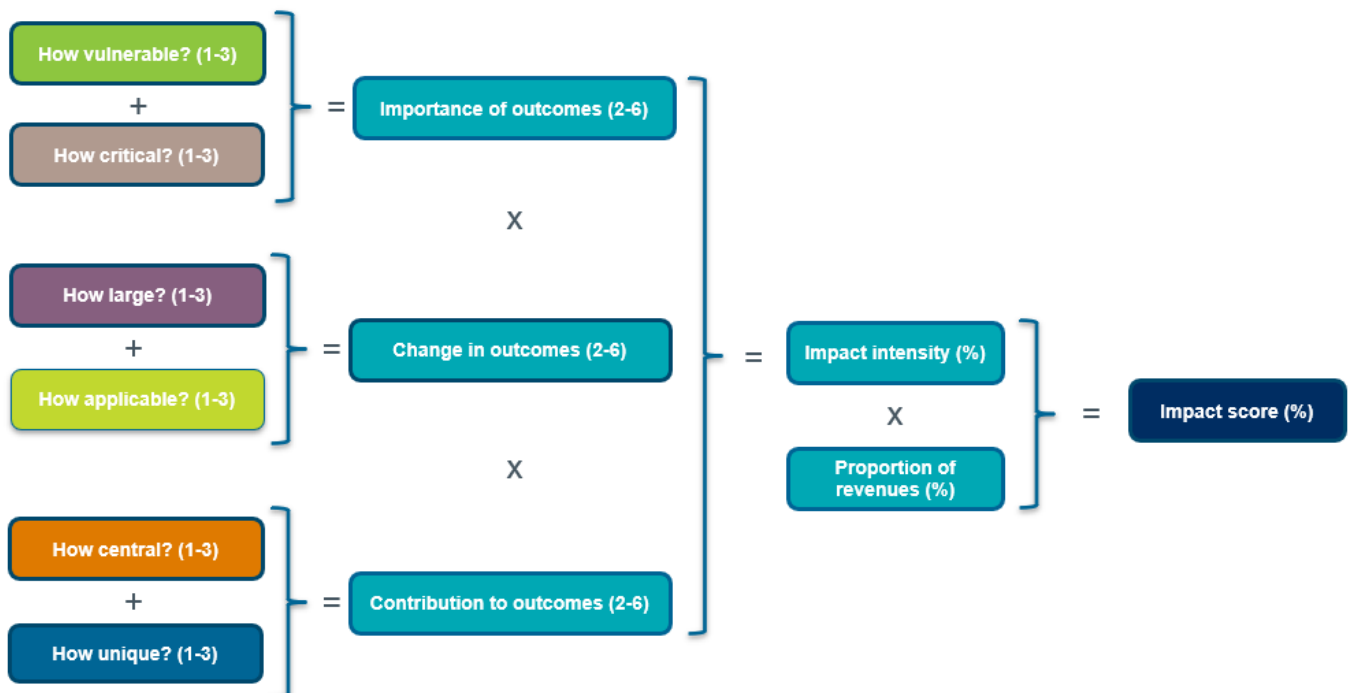 How vulnerable? (1-3)
+
How critical? (1-3)
=
Importance of outcomes (2-6)
X
How large? (1-3)
+
How applicable? (1-3)
=
Change in outcomes (2-6)
X
How central? (1-3)
+
How unique? (1-3)
=
Contribution to outcomes (2-6)
=
Impact intensity (%)
X
Proportion of
revenues (%)
=
Impact score (%)